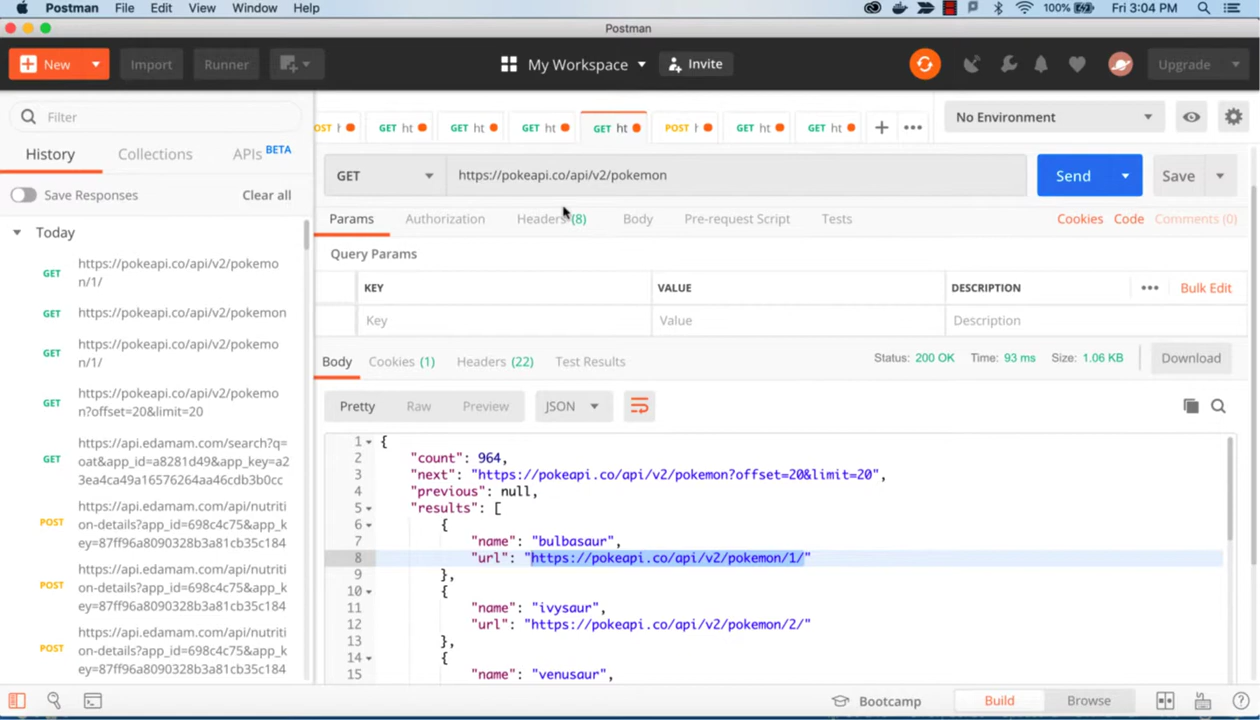 Postman File Edit View Window Help 100% Fri 3:04 PM
Postman
New Import Runner My Workspace Invite Upgrade
Filter
OST h GET ht GET ht GET ht GET ht POST h GET ht GET ht No Environment
History Collections APIs BETA
GET https://pokeapi.co/api/v2/pokemon Send Save
Save Responses Clear all
Params Authorization Headers (8) Body Pre-request Script Tests Cookies Code Comments (0)
Today
Query Params
GET https://pokeapi.co/api/v2/pokemo
n/1/
KEY VALUE DESCRIPTION Bulk Edit
GET https://pokeapi.co/api/v2/pokemon
Key Value Description
GET https://pokeapi.co/api/v2/pokemo
n/1/
Body Cookies (1) Headers (22) Test Results Status: 200 OK Time: 93 ms Size: 1.06 KB Download
GET https://pokeapi.co/api/v2/pokemo
n?offset=20&limit=20
Pretty Raw Preview JSON
GET https://api.edamam.com/search?q=
oat&app_id=a8281d49&app_key=a2
3ea4ca49a16576264aa46cdb3b0cc
POST https://api.edamam.com/api/nutriti
on-details?app_id=698c4c75&app_k
ey=87ff96a8090328b3a81cb35c184
POST https://api.edamam.com/api/nutriti
on-details?app_id=698c4c75&app_k
ey=87ff96a8090328b3a81cb35c184
POST https://api.edamam.com/api/nutriti
on-details?app_id=698c4c75&app_k
ey=87ff96a8090328b3a81cb35c184
1 {
2 "count": 964,
3 "next": "https://pokeapi.co/api/v2/pokemon?offset=20&limit=20",
4 "previous": null,
5 "results": [
6 {
7 "name": "bulbasaur",
8 "url": "https://pokeapi.co/api/v2/pokemon/1/"
9 },
10 {
11 "name": "ivysaur",
12 "url": "https://pokeapi.co/api/v2/pokemon/2/"
13 },
14 {
15 "name": "venusaur",
Bootcamp Build Browse